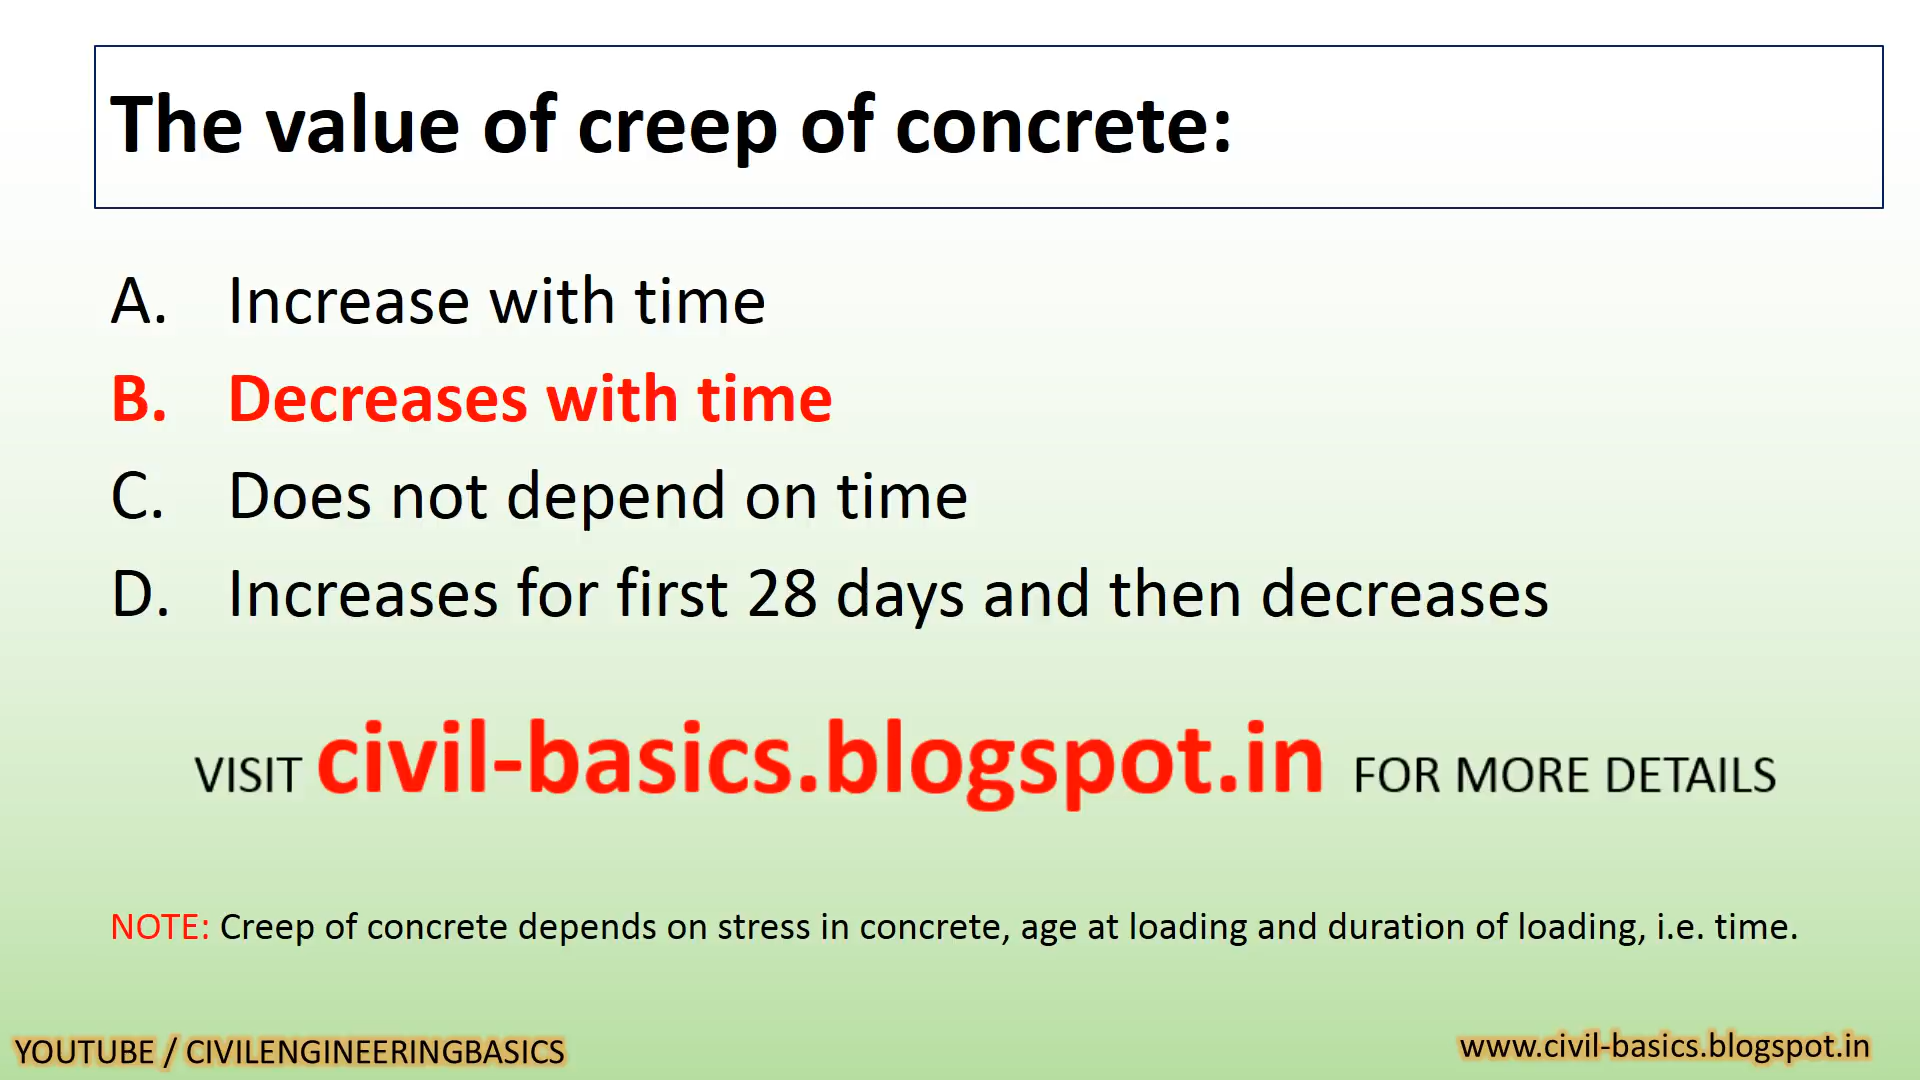 The value of creep of concrete:
A. Increase with time
B. Decreases with time
C. Does not depend on time
D. Increases for first 28 days and then decreases
VISIT civil-basics.blogspot.in FOR MORE DETAILS
NOTE: Creep of concrete depends on stress in concrete, age at loading and duration of loading, i.e. time.
YOUTUBE / CIVILENGINEERINGBASICS
www.civil-basics.blogspot.in